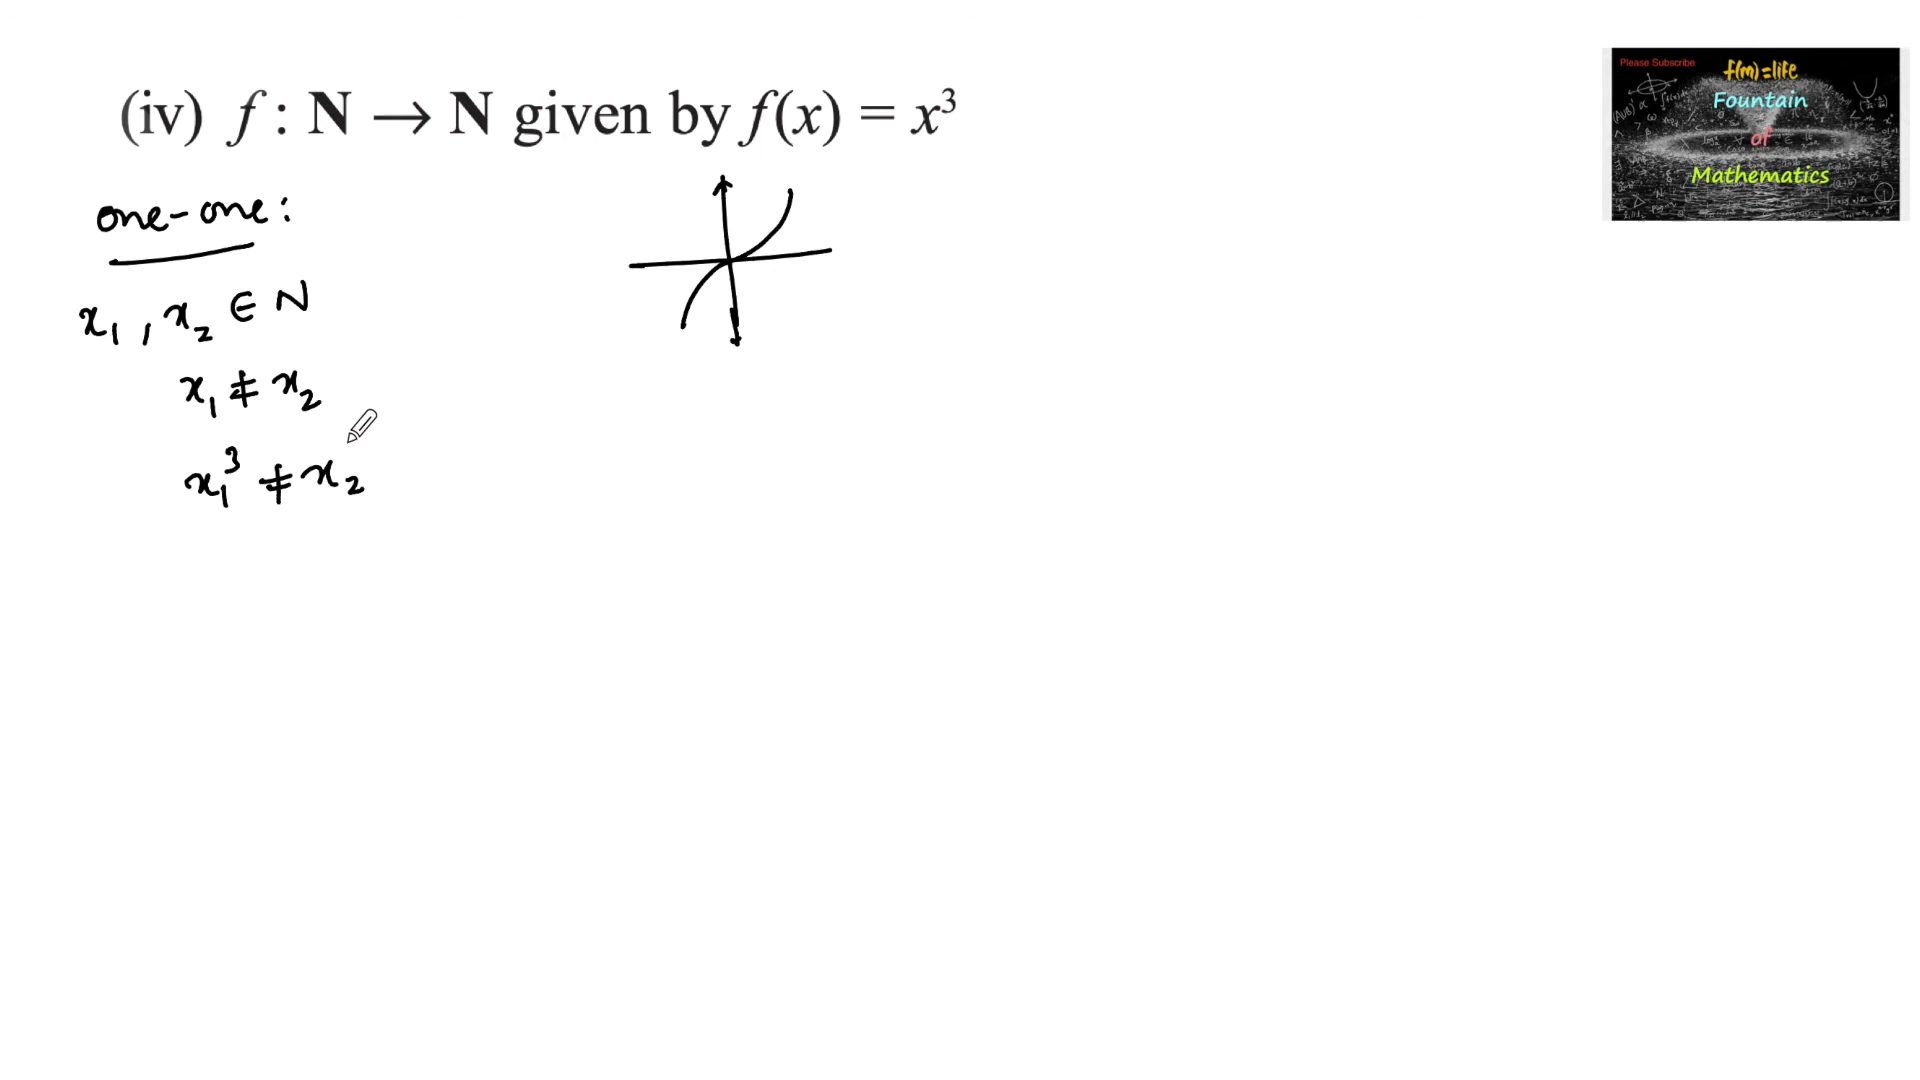 (iv) f : N → N given by f(x) = x³
one-one:
x₁, x₂ ∈ N
x₁ ≠ x₂
x₁³ ≠ x₂
Please Subscribe
f(m)=life
Fountain
of
Mathematics